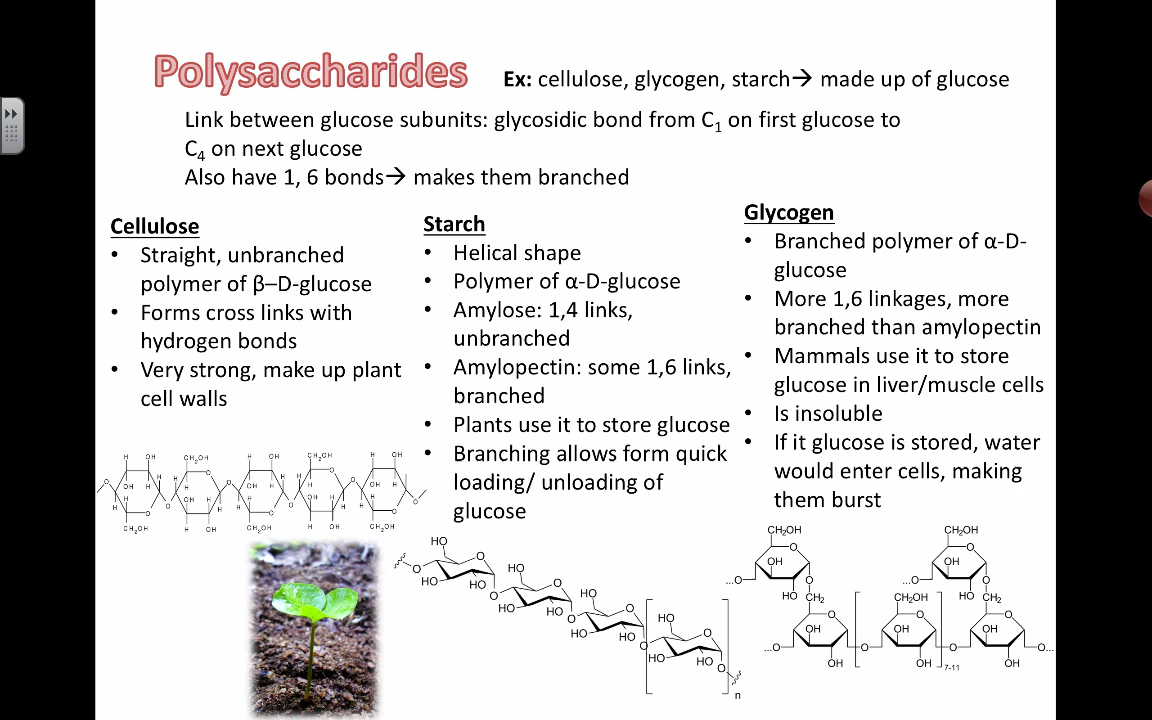 Polysaccharides
Ex: cellulose, glycogen, starch→ made up of glucose
Link between glucose subunits: glycosidic bond from C1 on first glucose to
C4 on next glucose
Also have 1, 6 bonds→ makes them branched
Cellulose
• Straight, unbranched
polymer of β–D-glucose
• Forms cross links with
hydrogen bonds
• Very strong, make up plant
cell walls
Starch
• Helical shape
• Polymer of α-D-glucose
• Amylose: 1,4 links,
unbranched
• Amylopectin: some 1,6 links,
branched
• Plants use it to store glucose
• Branching allows form quick
loading/ unloading of
glucose
Glycogen
• Branched polymer of α-D-
glucose
• More 1,6 linkages, more
branched than amylopectin
• Mammals use it to store
glucose in liver/muscle cells
• Is insoluble
• If it glucose is stored, water
would enter cells, making
them burst